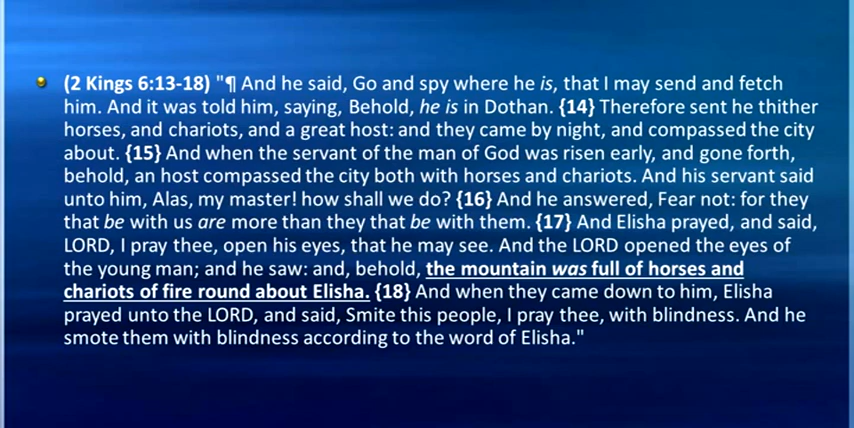 (2 Kings 6:13-18) "¶ And he said, Go and spy where he is, that I may send and fetch
him. And it was told him, saying, Behold, he is in Dothan. {14} Therefore sent he thither
horses, and chariots, and a great host: and they came by night, and compassed the city
about. {15} And when the servant of the man of God was risen early, and gone forth,
behold, an host compassed the city both with horses and chariots. And his servant said
unto him, Alas, my master! how shall we do? {16} And he answered, Fear not: for they
that be with us are more than they that be with them. {17} And Elisha prayed, and said,
LORD, I pray thee, open his eyes, that he may see. And the LORD opened the eyes of
the young man; and he saw: and, behold, the mountain was full of horses and
chariots of fire round about Elisha. {18} And when they came down to him, Elisha
prayed unto the LORD, and said, Smite this people, I pray thee, with blindness. And he
smote them with blindness according to the word of Elisha."